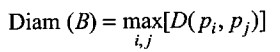 Diam (B) = max[D(p_i, p_j)]
i,j